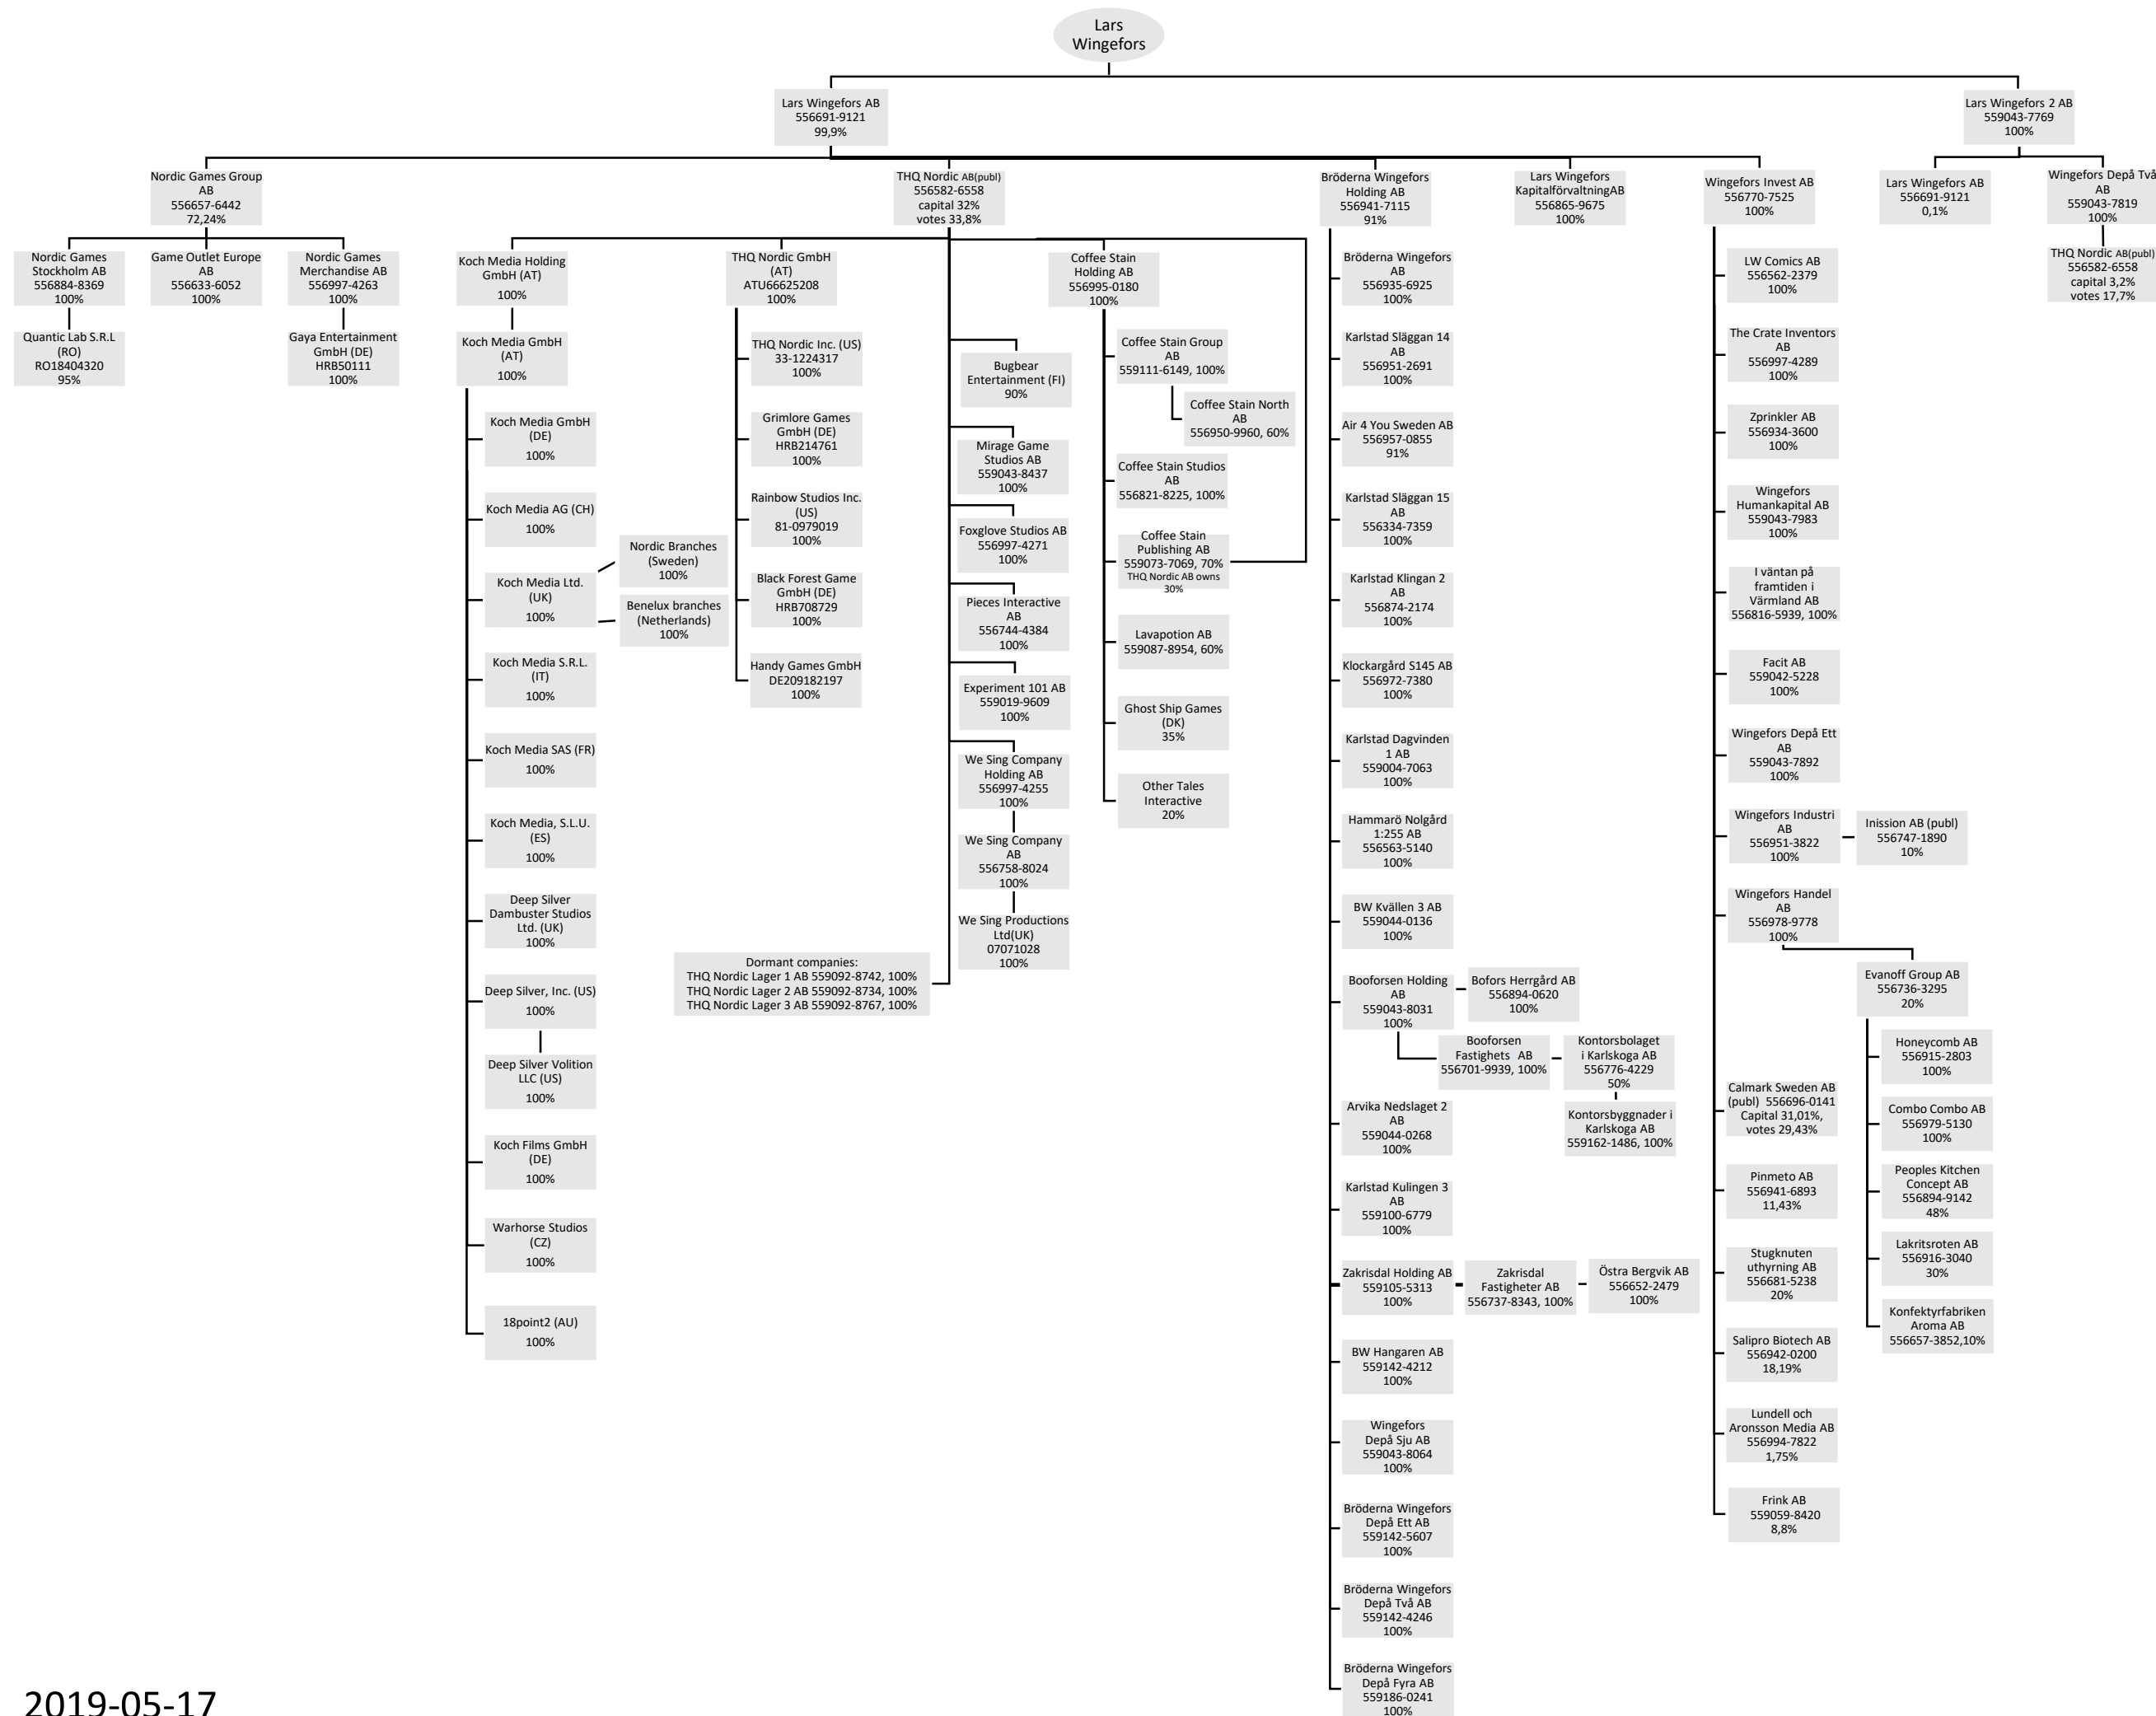 Lars
Wingefors
Lars Wingefors AB
556691-9121
99,9%
Lars Wingefors 2 AB
559043-7769
100%
Nordic Games Group
AB
556657-6442
72,24%
THQ Nordic AB(publ)
556582-6558
capital 32%
votes 33,8%
Bröderna Wingefors
Holding AB
556941-7115
91%
Lars Wingefors
KapitalförvaltningAB
556865-9675
100%
Wingefors Invest AB
556770-7525
100%
Lars Wingefors AB
556691-9121
0,1%
Wingefors Depå Två
AB
559043-7819
100%
THQ Nordic AB(publ)
556582-6558
capital 3,2%
votes 17,7%
Nordic Games
Stockholm AB
556884-8369
100%
Game Outlet Europe
AB
556633-6052
100%
Nordic Games
Merchandise AB
556997-4263
100%
Quantic Lab S.R.L
(RO)
RO18404320
95%
Gaya Entertainment
GmbH (DE)
HRB50111
100%
Koch Media Holding
GmbH (AT)
100%
Koch Media GmbH
(AT)
100%
Koch Media GmbH
(DE)
100%
Koch Media AG (CH)
100%
Koch Media Ltd.
(UK)
100%
Nordic Branches
(Sweden)
100%
Benelux branches
(Netherlands)
100%
Koch Media S.R.L.
(IT)
100%
Koch Media SAS (FR)
100%
Koch Media, S.L.U.
(ES)
100%
Deep Silver
Dambuster Studios
Ltd. (UK)
100%
Deep Silver, Inc. (US)
100%
Deep Silver Volition
LLC (US)
100%
Koch Films GmbH
(DE)
100%
Warhorse Studios
(CZ)
100%
18point2 (AU)
100%
THQ Nordic GmbH
(AT)
ATU66625208
100%
THQ Nordic Inc. (US)
33-1224317
100%
Grimlore Games
GmbH (DE)
HRB214761
100%
Rainbow Studios Inc.
(US)
81-0979019
100%
Black Forest Game
GmbH (DE)
HRB708729
100%
Handy Games GmbH
DE209182197
100%
Bugbear
Entertainment (FI)
90%
Mirage Game
Studios AB
559043-8437
100%
Foxglove Studios AB
556997-4271
100%
Pieces Interactive
AB
556744-4384
100%
Experiment 101 AB
559019-9609
100%
We Sing Company
Holding AB
556997-4255
100%
We Sing Company
AB
556758-8024
100%
We Sing Productions
Ltd(UK)
07071028
100%
Dormant companies:
THQ Nordic Lager 1 AB 559092-8742, 100%
THQ Nordic Lager 2 AB 559092-8734, 100%
THQ Nordic Lager 3 AB 559092-8767, 100%
Coffee Stain
Holding AB
556995-0180
100%
Coffee Stain Group
AB
559111-6149, 100%
Coffee Stain North
AB
556950-9960, 60%
Coffee Stain Studios
AB
556821-8225, 100%
Coffee Stain
Publishing AB
559073-7069, 70%
THQ Nordic AB owns
30%
Lavapotion AB
559087-8954, 60%
Ghost Ship Games
(DK)
35%
Other Tales
Interactive
20%
Bröderna Wingefors
AB
556935-6925
100%
Karlstad Släggan 14
AB
556951-2691
100%
Air 4 You Sweden AB
556957-0855
91%
Karlstad Släggan 15
AB
556334-7359
100%
Karlstad Klingan 2
AB
556874-2174
100%
Klockargård S145 AB
556972-7380
100%
Karlstad Dagvinden
1 AB
559004-7063
100%
Hammarö Nolgård
1:255 AB
556563-5140
100%
BW Kvällen 3 AB
559044-0136
100%
Booforsen Holding
AB
559043-8031
100%
Bofors Herrgård AB
556894-0620
100%
Booforsen
Fastighets AB
556701-9939, 100%
Kontorsbolaget
i Karlskoga AB
556776-4229
50%
Kontorsbyggnader i
Karlskoga AB
559162-1486, 100%
Arvika Nedslaget 2
AB
559044-0268
100%
Karlstad Kulingen 3
AB
559100-6779
100%
Zakrisdal Holding AB
559105-5313
100%
Zakrisdal
Fastigheter AB
556737-8343, 100%
Östra Bergvik AB
556652-2479
100%
BW Hangaren AB
559142-4212
100%
Wingefors
Depå Sju AB
559043-8064
100%
Bröderna Wingefors
Depå Ett AB
559142-5607
100%
Bröderna Wingefors
Depå Två AB
559142-4246
100%
Bröderna Wingefors
Depå Fyra AB
559186-0241
100%
LW Comics AB
556562-2379
100%
The Crate Inventors
AB
556997-4289
100%
Zprinkler AB
556934-3600
100%
Wingefors
Humankapital AB
559043-7983
100%
I väntan på
framtiden i
Värmland AB
556816-5939, 100%
Facit AB
559042-5228
100%
Wingefors Depå Ett
AB
559043-7892
100%
Wingefors Industri
AB
556951-3822
100%
Inission AB (publ)
556747-1890
10%
Wingefors Handel
AB
556978-9778
100%
Evanoff Group AB
556736-3295
20%
Honeycomb AB
556915-2803
100%
Combo Combo AB
556979-5130
100%
Peoples Kitchen
Concept AB
556894-9142
48%
Lakritsroten AB
556916-3040
30%
Konfektyrfabriken
Aroma AB
556657-3852,10%
Calmark Sweden AB
(publ) 556696-0141
Capital 31,01%,
votes 29,43%
Pinmeto AB
556941-6893
11,43%
Stugknuten
uthyrning AB
556681-5238
20%
Salipro Biotech AB
556942-0200
18,19%
Lundell och
Aronsson Media AB
556994-7822
1,75%
Frink AB
559059-8420
8,8%
2019-05-17